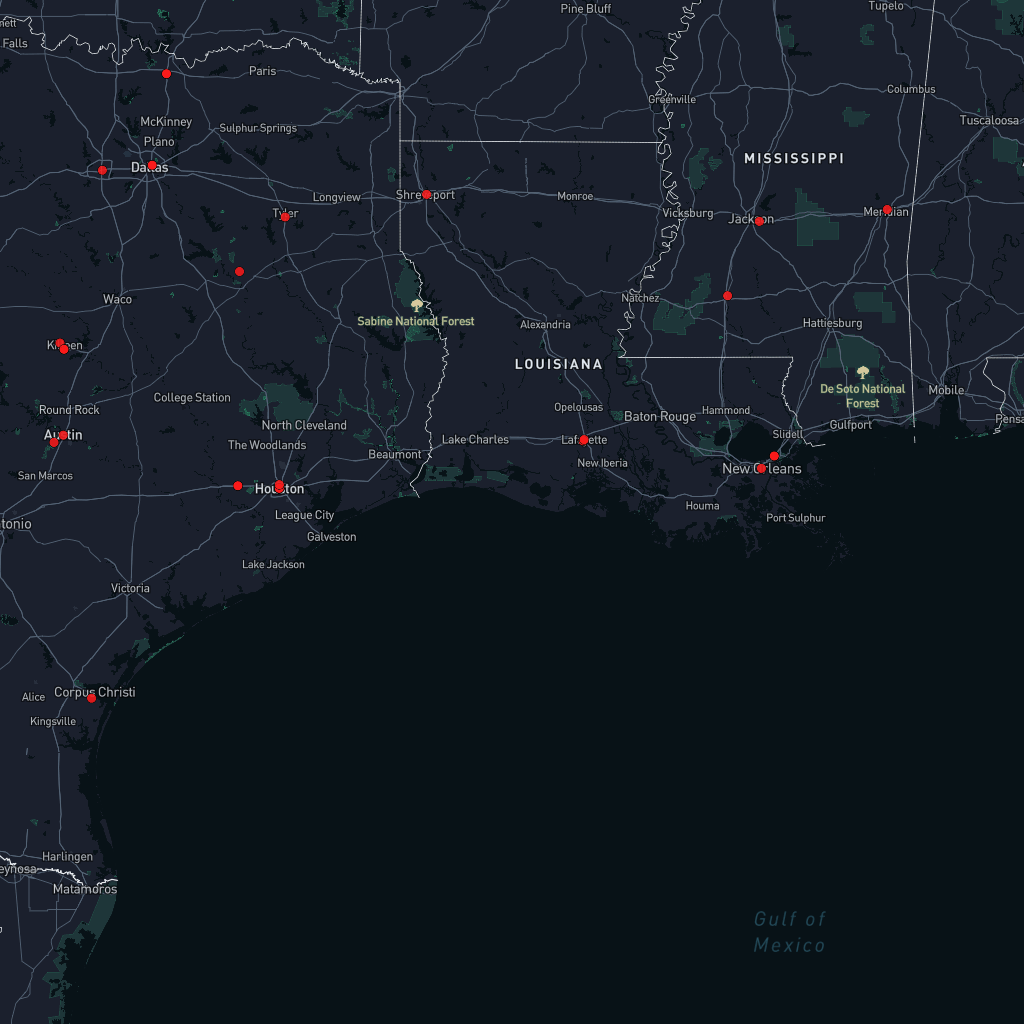 Pine Bluff
Tupelo
nett
Falls
Paris
Columbus
Greenville
McKinney
Sulphur Springs
Tuscaloosa
Plano
MISSISSIPPI
Dallas
Longview
Shreveport
Monroe
Tyler
Vicksburg
Jackson
Meridian
Waco
Natchez
Sabine National Forest
Alexandria
Hattiesburg
Killeen
LOUISIANA
De Soto National
Forest
Mobile
College Station
Round Rock
Opelousas
Baton Rouge
Hammond
Pensa
North Cleveland
Gulfport
Austin
The Woodlands
Lake Charles
Lafayette
Slidell
Beaumont
New Iberia
New Orleans
San Marcos
Houston
Houma
League City
Port Sulphur
tonio
Galveston
Lake Jackson
Victoria
Corpus Christi
Alice
Kingsville
Harlingen
eynosa
Matamoros
Gulf of
Mexico